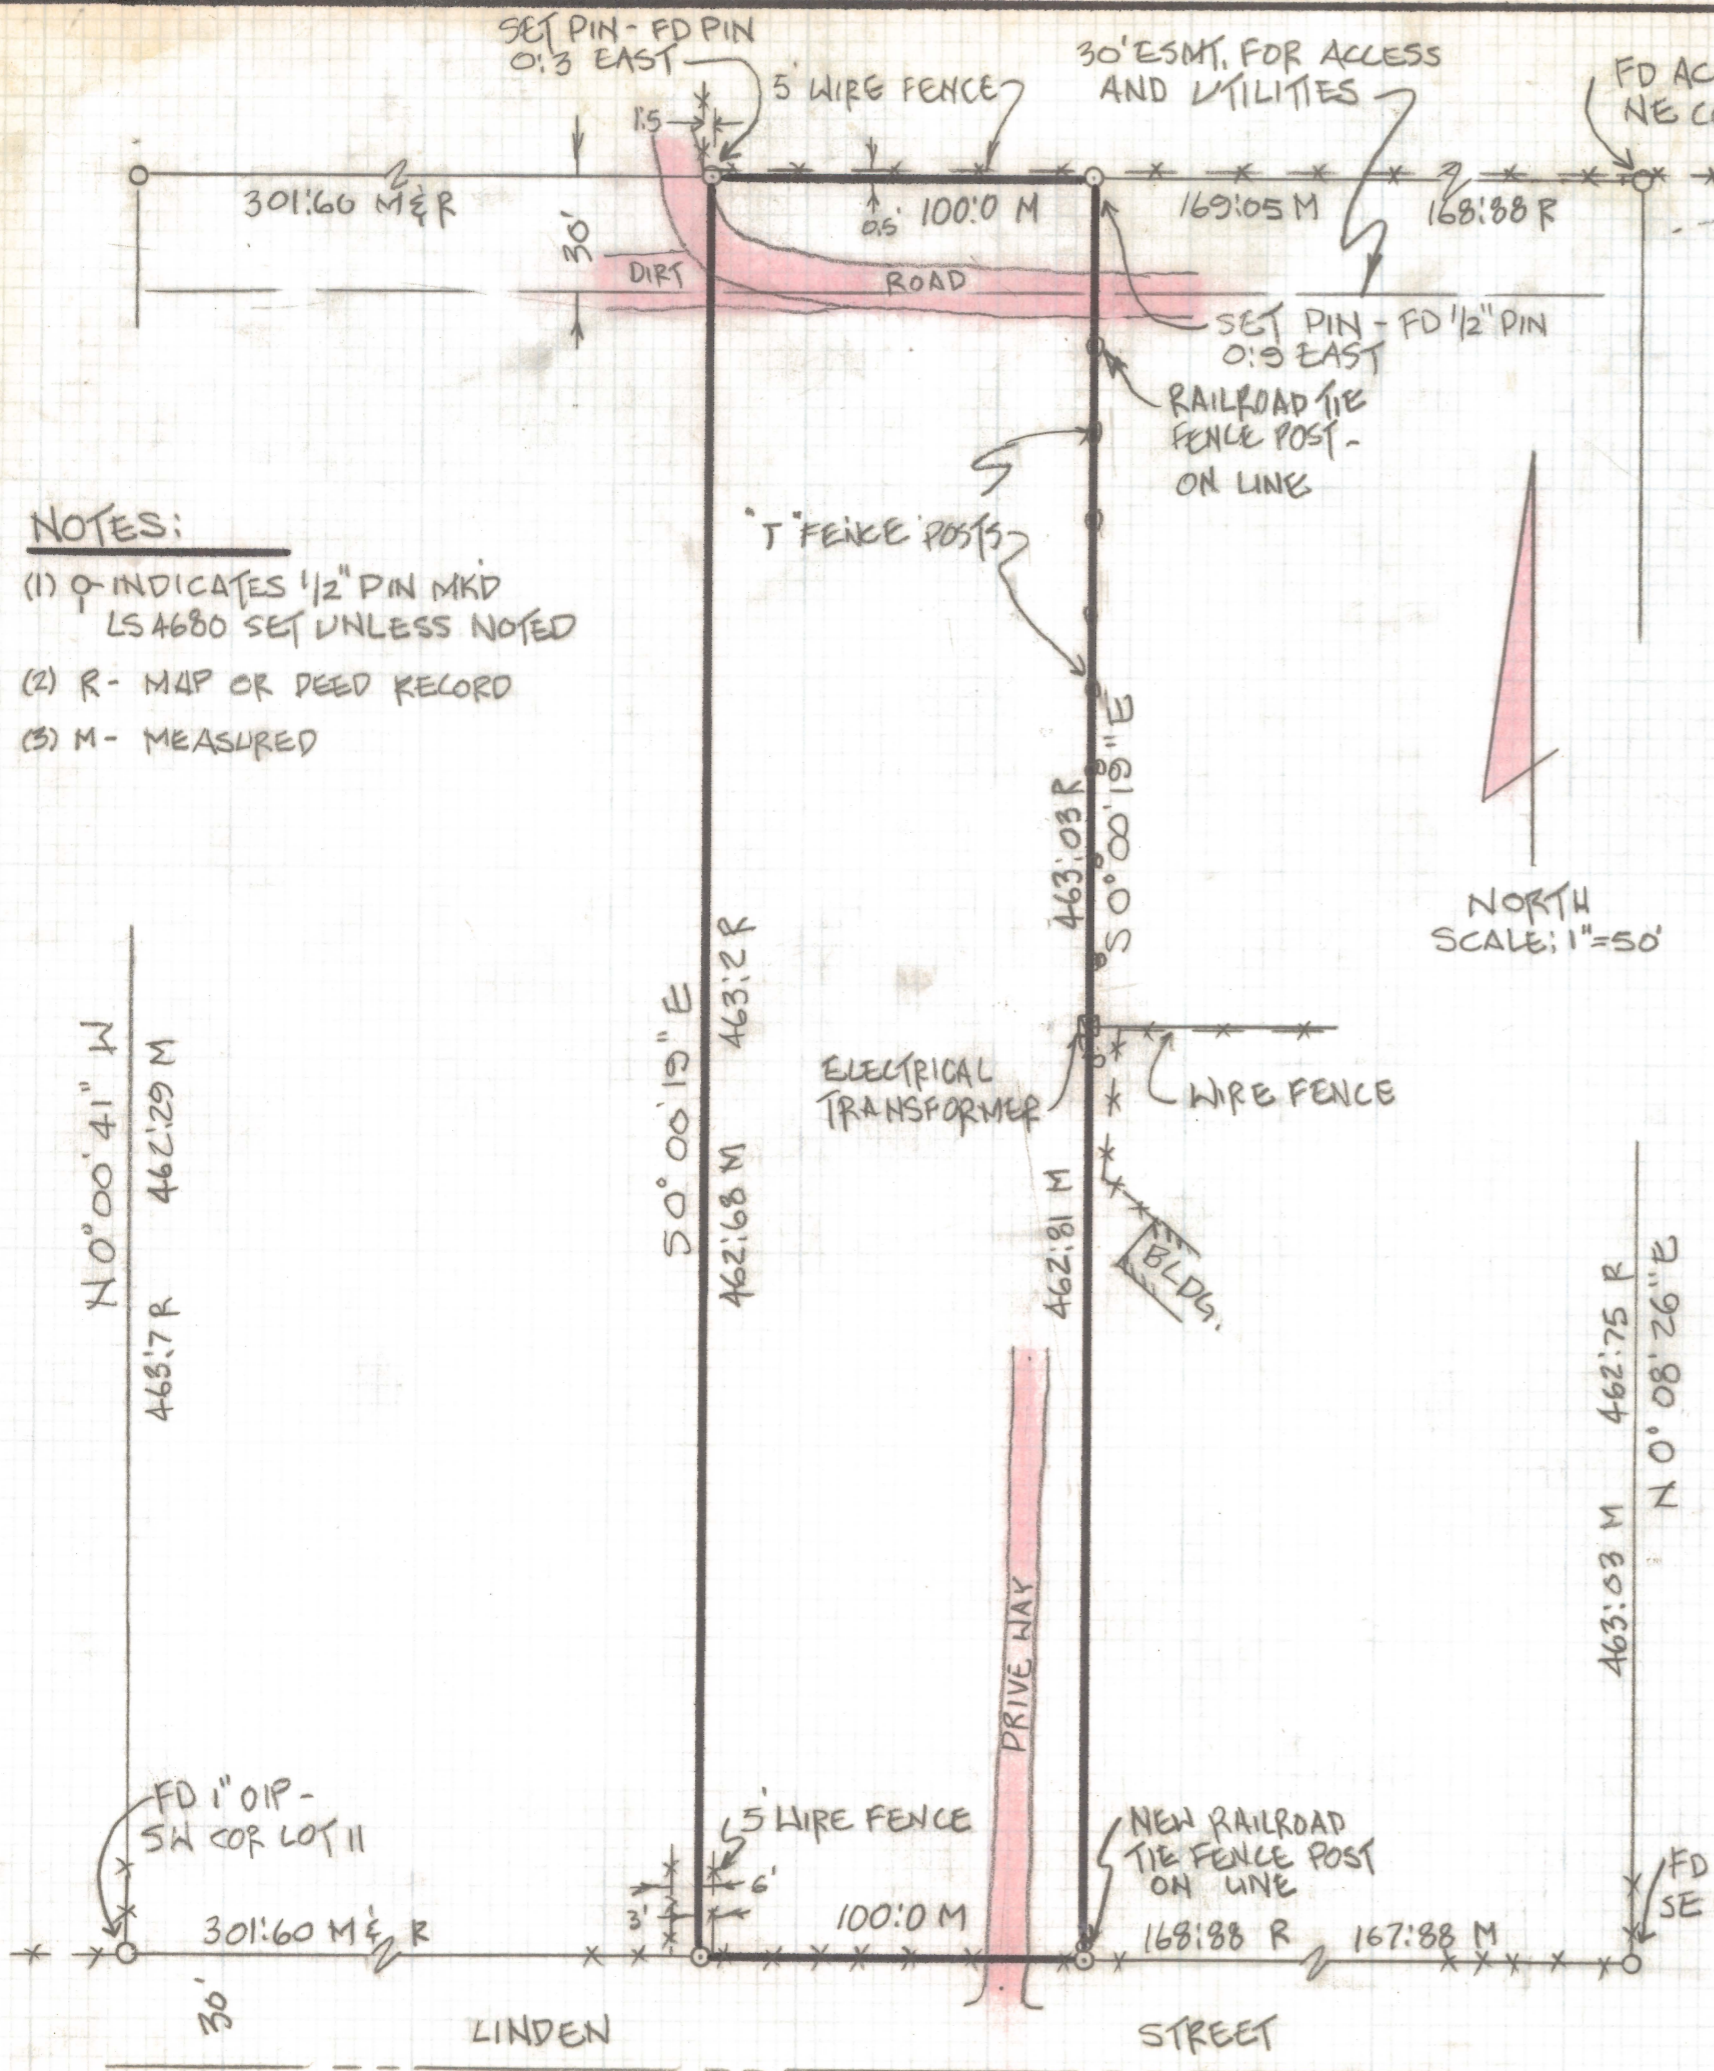 SET PIN - FD PIN
0.3 EAST
5' WIRE FENCE
30' ESMT. FOR ACCESS
AND UTILITIES
FD AC
NE CO
1.5
301.60 M & R
30'
0.5'
100.0 M
169.05 M
168.88 R
DIRT
ROAD
SET PIN - FD 1/2" PIN
0.9 EAST
RAILROAD TIE
FENCE POST -
ON LINE
"T" FENCE POSTS
NOTES:
(1) O- INDICATES 1/2" PIN MK'D
LS 4680 SET UNLESS NOTED
(2) R - MAP OR DEED RECORD
(3) M - MEASURED
NORTH
SCALE: 1"=50'
N 0° 00' 41" W
462.29 M
463.7 R
S 0° 00' 19" E
463.2 R
462.68 M
463.03 R
S 0° 00' 19" E
462.81 M
ELECTRICAL
TRANSFORMER
WIRE FENCE
BLDG.
462.75 R
463.03 M
N 0° 08' 26" E
DRIVE WAY
FD 1" OIP -
SW COR LOT 11
5' WIRE FENCE
6'
3'
NEW RAILROAD
TIE FENCE POST
ON LINE
FD
SE
301.60 M & R
100.0 M
168.88 R
167.88 M
30'
LINDEN STREET